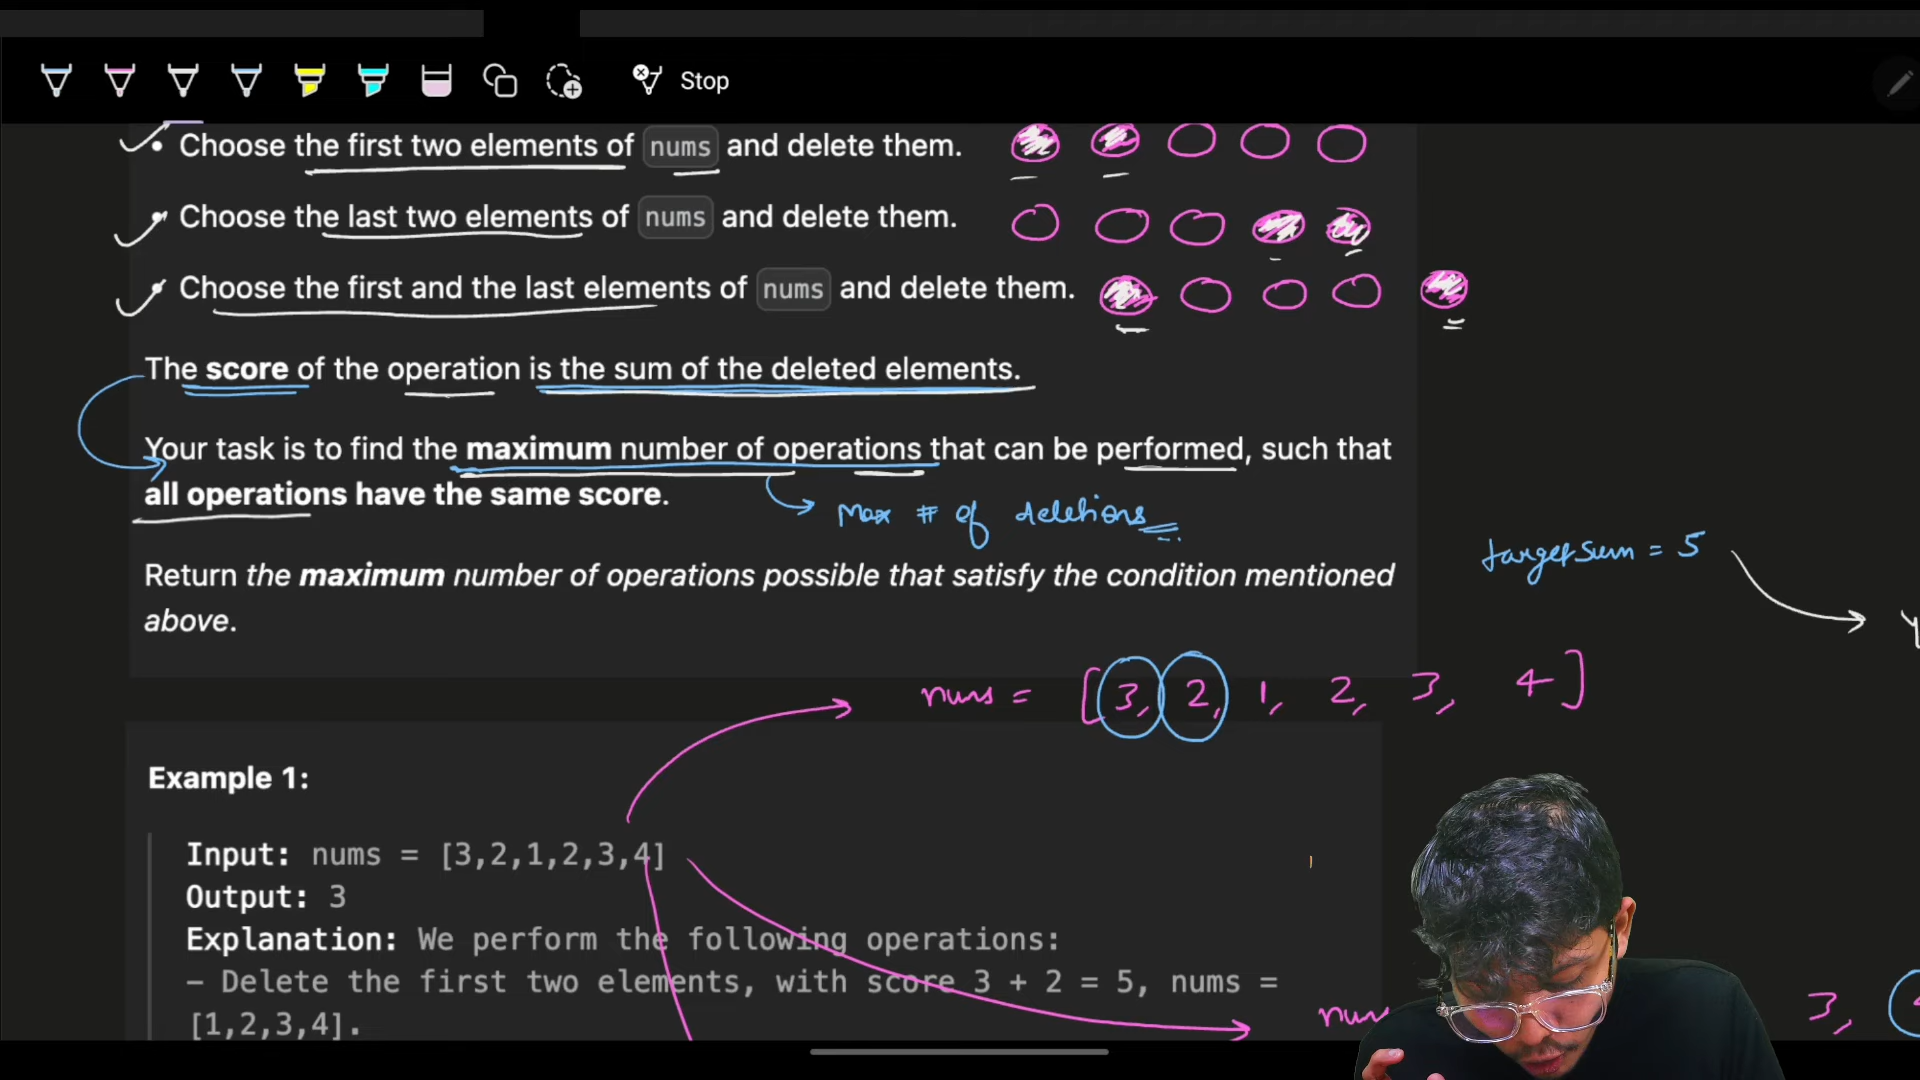 Stop
• Choose the first two elements of nums and delete them.
• Choose the last two elements of nums and delete them.
• Choose the first and the last elements of nums and delete them.
The score of the operation is the sum of the deleted elements.
Your task is to find the maximum number of operations that can be performed, such that
all operations have the same score.
Max # of deletions
targetSum = 5
Return the maximum number of operations possible that satisfy the condition mentioned
above.
nums = [3, 2, 1, 2, 3, 4]
Example 1:
Input: nums = [3,2,1,2,3,4]
Output: 3
Explanation: We perform the following operations:
- Delete the first two elements, with score 3 + 2 = 5, nums =
[1,2,3,4].
3,